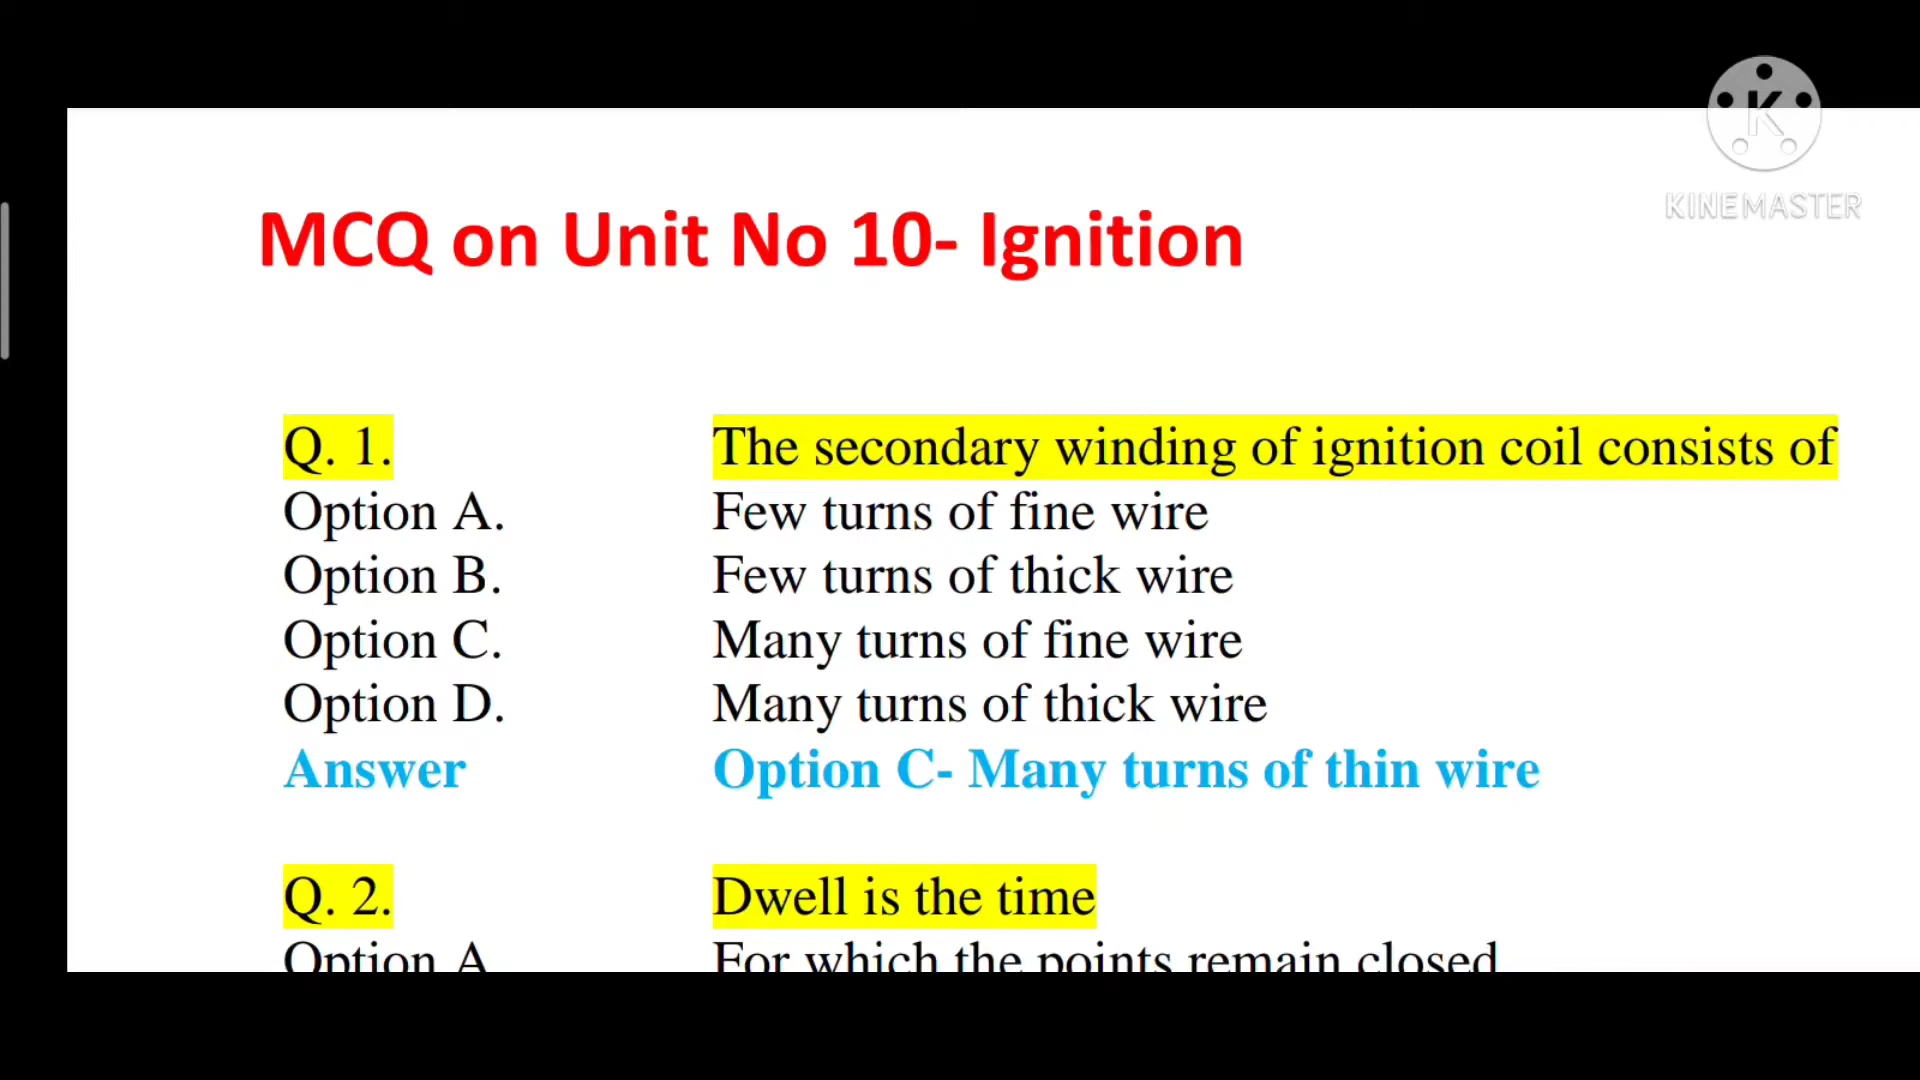 K
KINEMASTER
MCQ on Unit No 10- Ignition
Q. 1. The secondary winding of ignition coil consists of
Option A. Few turns of fine wire
Option B. Few turns of thick wire
Option C. Many turns of fine wire
Option D. Many turns of thick wire
Answer Option C- Many turns of thin wire
Q. 2. Dwell is the time
Option A For which the points remain closed